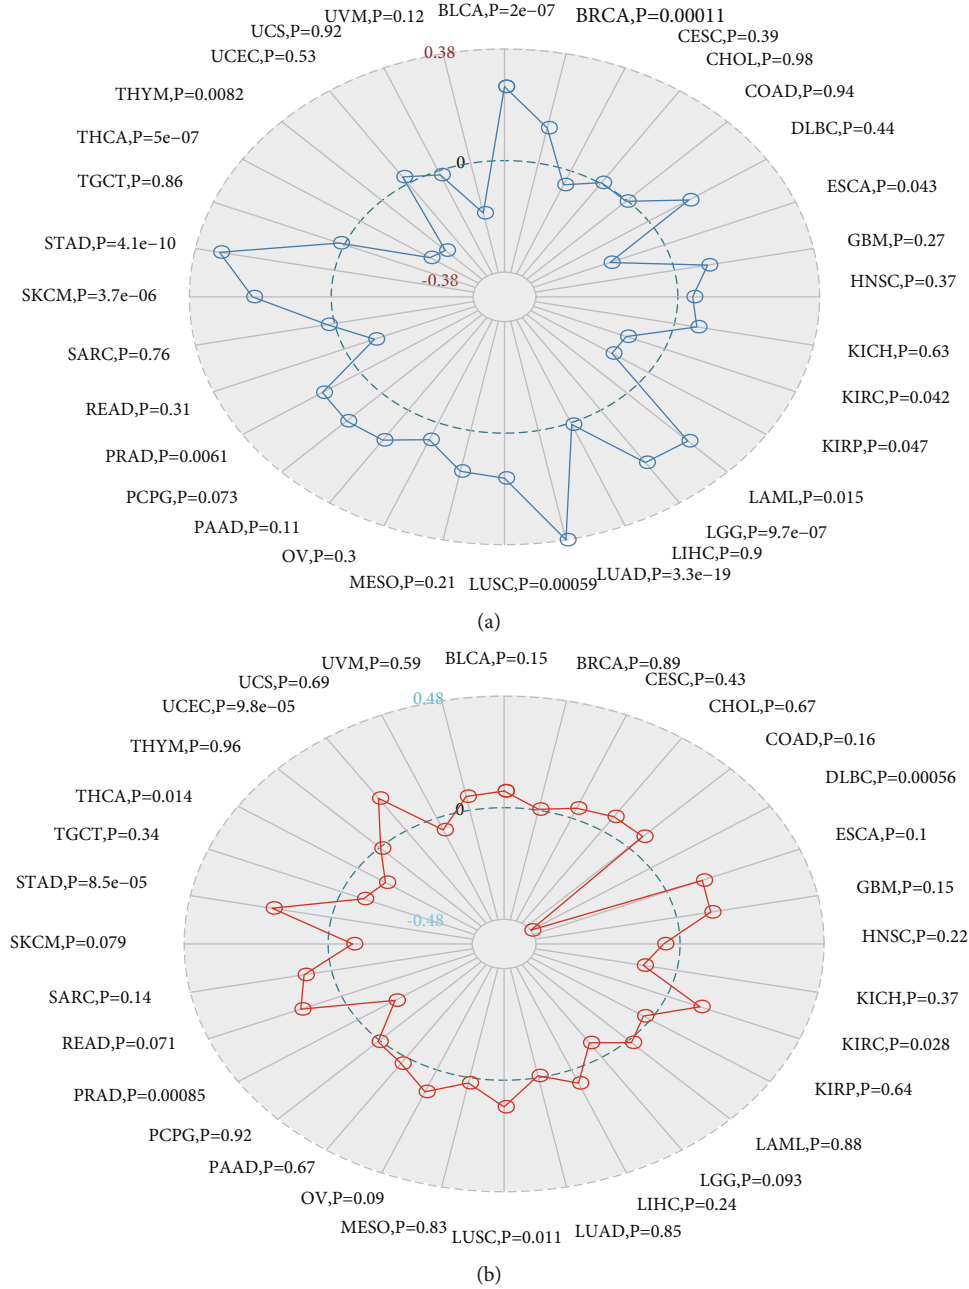 UVM,P=0.12
BLCA,P=2e−07
BRCA,P=0.00011
UCS,P=0.92
CESC,P=0.39
UCEC,P=0.53
0.38
CHOL,P=0.98
THYM,P=0.0082
COAD,P=0.94
THCA,P=5e−07
DLBC,P=0.44
0
TGCT,P=0.86
ESCA,P=0.043
STAD,P=4.1e−10
GBM,P=0.27
-0.38
HNSC,P=0.37
SKCM,P=3.7e−06
SARC,P=0.76
KICH,P=0.63
READ,P=0.31
KIRC,P=0.042
PRAD,P=0.0061
KIRP,P=0.047
PCPG,P=0.073
LAML,P=0.015
PAAD,P=0.11
LGG,P=9.7e−07
OV,P=0.3
LIHC,P=0.9
MESO,P=0.21
LUSC,P=0.00059
LUAD,P=3.3e−19
(a)
UVM,P=0.59
BLCA,P=0.15
BRCA,P=0.89
UCS,P=0.69
CESC,P=0.43
UCEC,P=9.8e−05
0.48
CHOL,P=0.67
THYM,P=0.96
COAD,P=0.16
THCA,P=0.014
DLBC,P=0.00056
0
TGCT,P=0.34
ESCA,P=0.1
STAD,P=8.5e−05
GBM,P=0.15
-0.48
SKCM,P=0.079
HNSC,P=0.22
SARC,P=0.14
KICH,P=0.37
READ,P=0.071
KIRC,P=0.028
PRAD,P=0.00085
KIRP,P=0.64
PCPG,P=0.92
LAML,P=0.88
PAAD,P=0.67
LGG,P=0.093
OV,P=0.09
LIHC,P=0.24
MESO,P=0.83
LUSC,P=0.011
LUAD,P=0.85
(b)